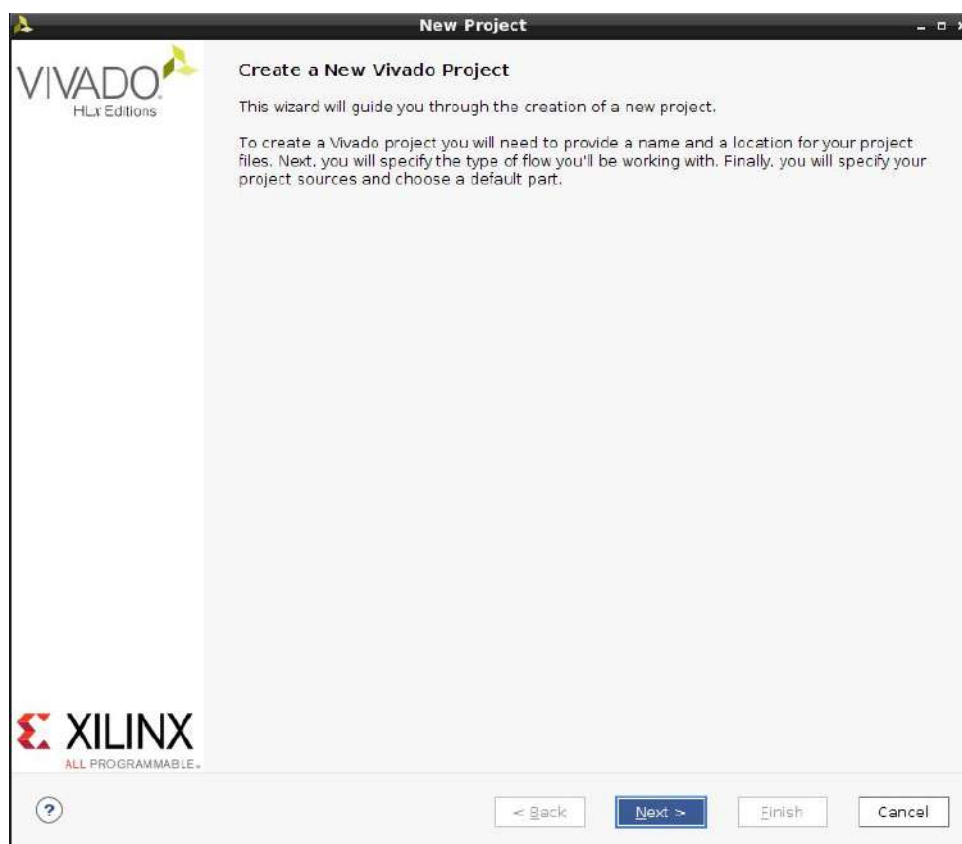 New Project
VIVADO
HLx Editions
Create a New Vivado Project
This wizard will guide you through the creation of a new project.
To create a Vivado project you will need to provide a name and a location for your project
files. Next, you will specify the type of flow you'll be working with. Finally, you will specify your
project sources and choose a default part.
XILINX
ALL PROGRAMMABLE
?
< Back
Next >
Finish
Cancel